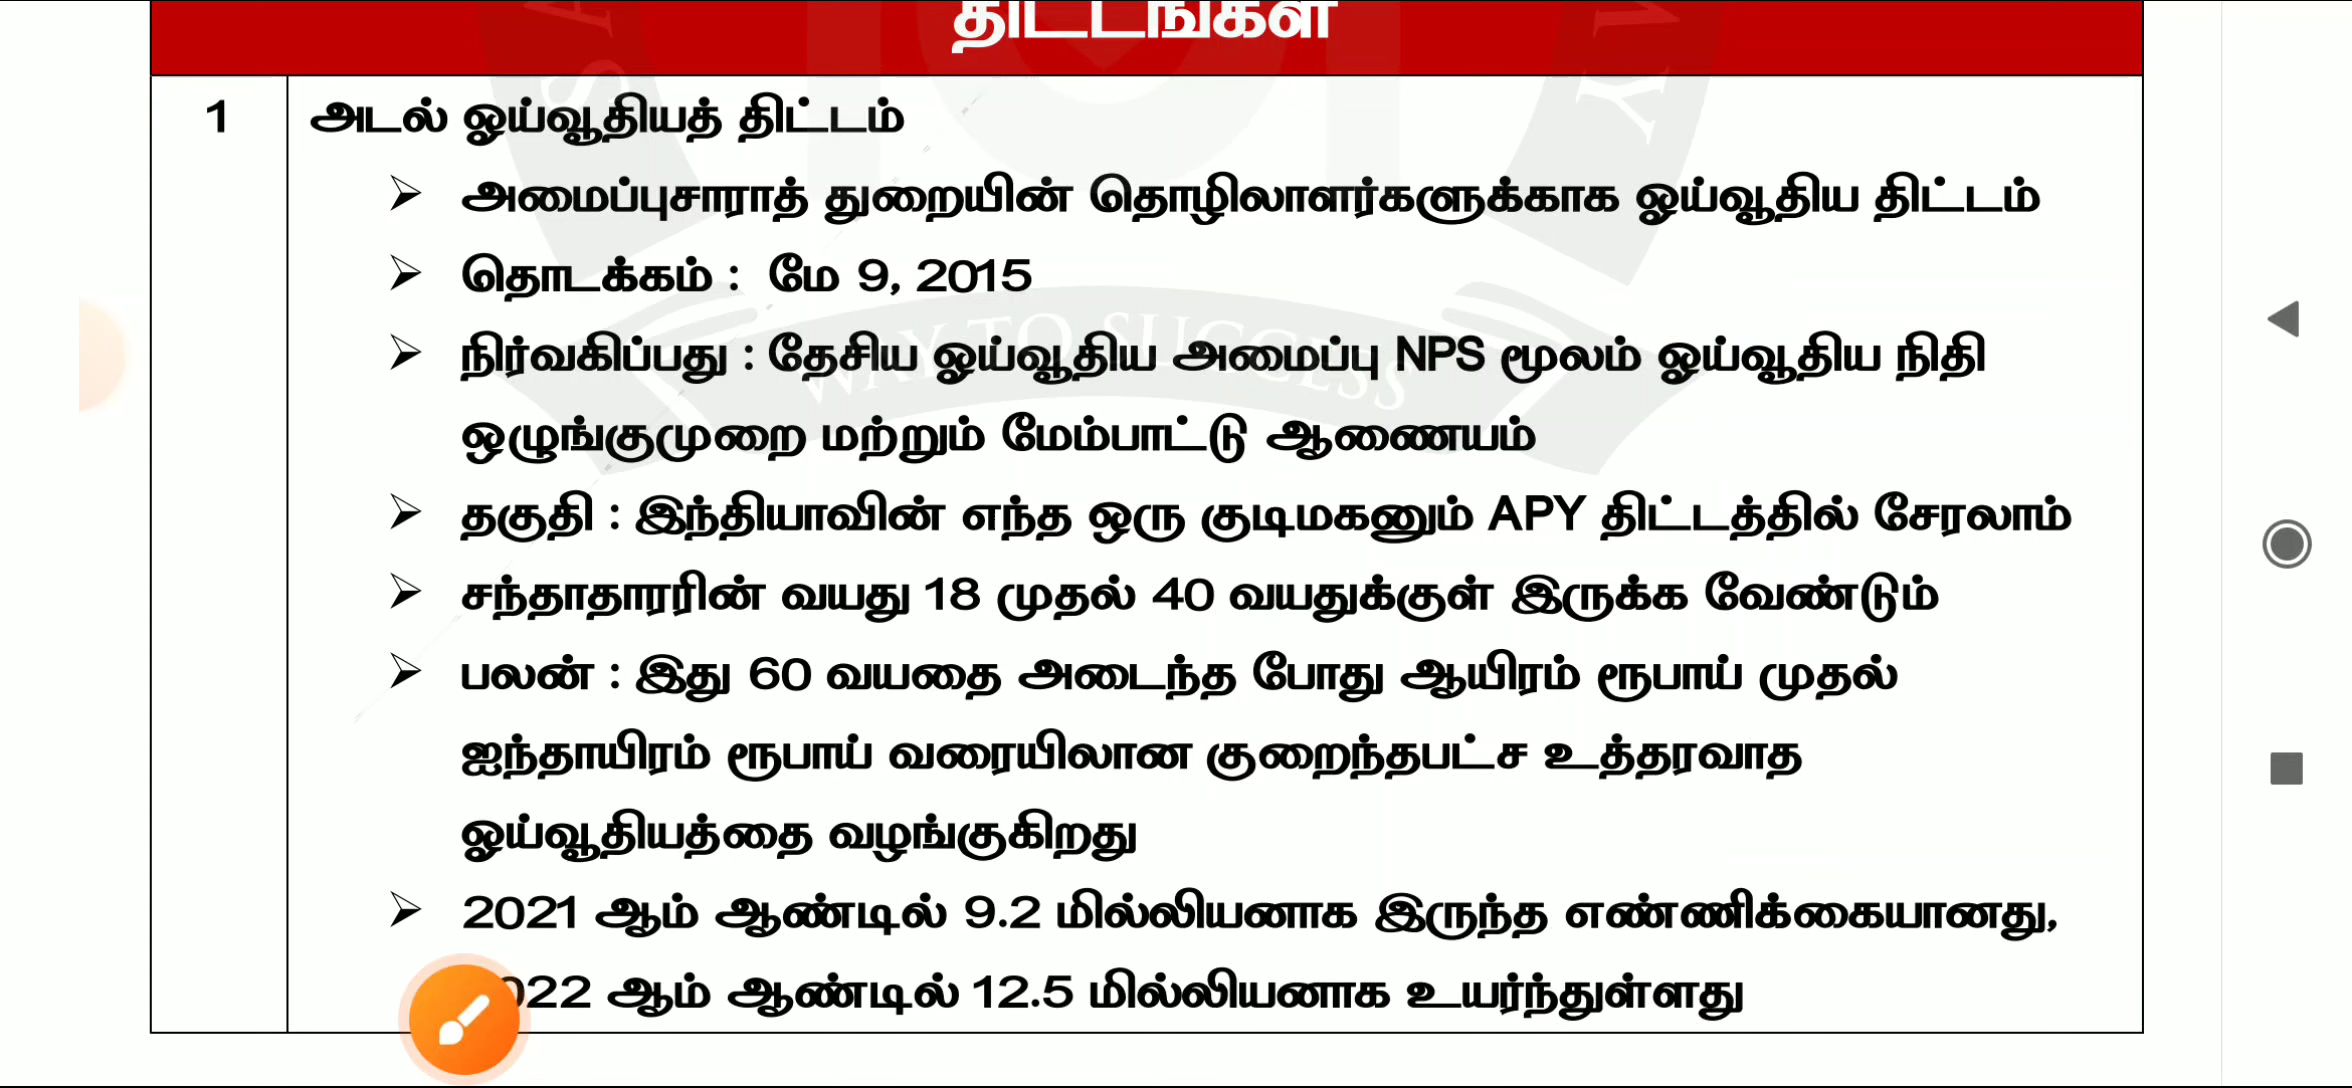 திட்டங்கள்
1 அடல் ஓய்வூதியத் திட்டம்
➢ அமைப்புசாராத் துறையின் தொழிலாளர்களுக்காக ஓய்வூதிய திட்டம்
➢ தொடக்கம் : மே 9, 2015
➢ நிர்வகிப்பது : தேசிய ஓய்வூதிய அமைப்பு NPS மூலம் ஓய்வூதிய நிதி
ஒழுங்குமுறை மற்றும் மேம்பாட்டு ஆணையம்
➢ தகுதி : இந்தியாவின் எந்த ஒரு குடிமகனும் APY திட்டத்தில் சேரலாம்
➢ சந்தாதாரரின் வயது 18 முதல் 40 வயதுக்குள் இருக்க வேண்டும்
➢ பலன் : இது 60 வயதை அடைந்த போது ஆயிரம் ரூபாய் முதல்
ஐந்தாயிரம் ரூபாய் வரையிலான குறைந்தபட்ச உத்தரவாத
ஓய்வூதியத்தை வழங்குகிறது
➢ 2021 ஆம் ஆண்டில் 9.2 மில்லியனாக இருந்த எண்ணிக்கையானது,
022 ஆம் ஆண்டில் 12.5 மில்லியனாக உயர்ந்துள்ளது
WAY TO SUCCESS